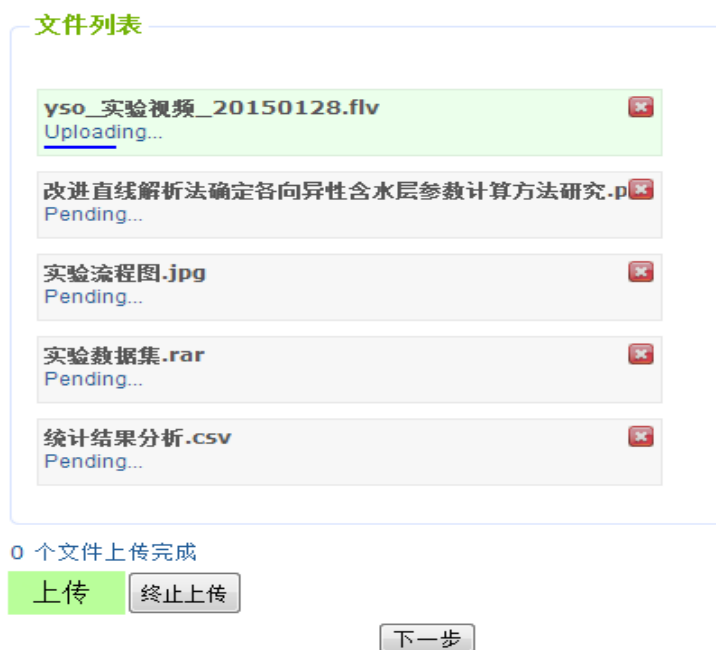 文件列表
yso_实验视频_20150128.flv
Uploading...
改进直线解析法确定各向异性含水层参数计算方法研究.p
Pending...
实验流程图.jpg
Pending...
实验数据集.rar
Pending...
统计结果分析.csv
Pending...
0 个文件上传完成
上传 终止上传
下一步